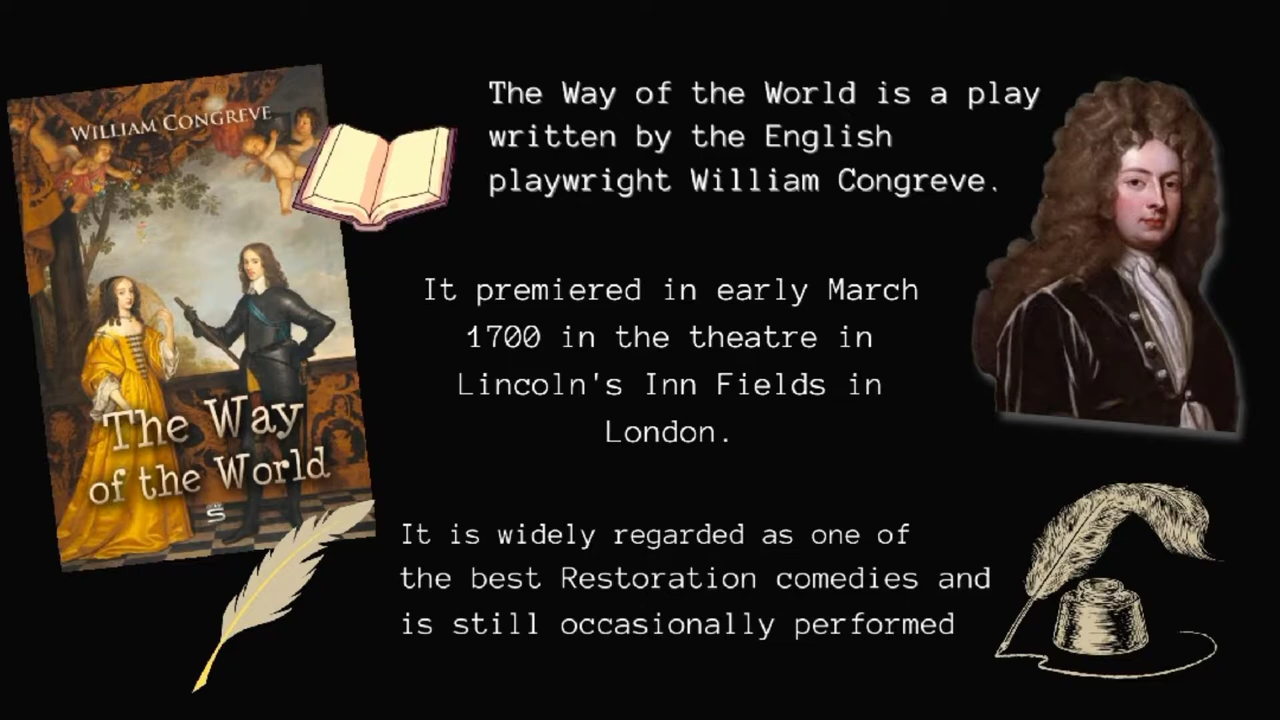 WILLIAM CONGREVE
The Way
of the World
The Way of the World is a play
written by the English
playwright William Congreve.
It premiered in early March
1700 in the theatre in
Lincoln's Inn Fields in
London.
It is widely regarded as one of
the best Restoration comedies and
is still occasionally performed